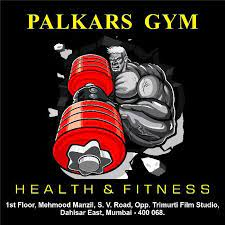 PALKARS GYM
HEALTH & FITNESS
1st Floor, Mehmood Manzil, S. V. Road, Opp. Trimurti Film Studio,
Dahisar East, Mumbai - 400 068.